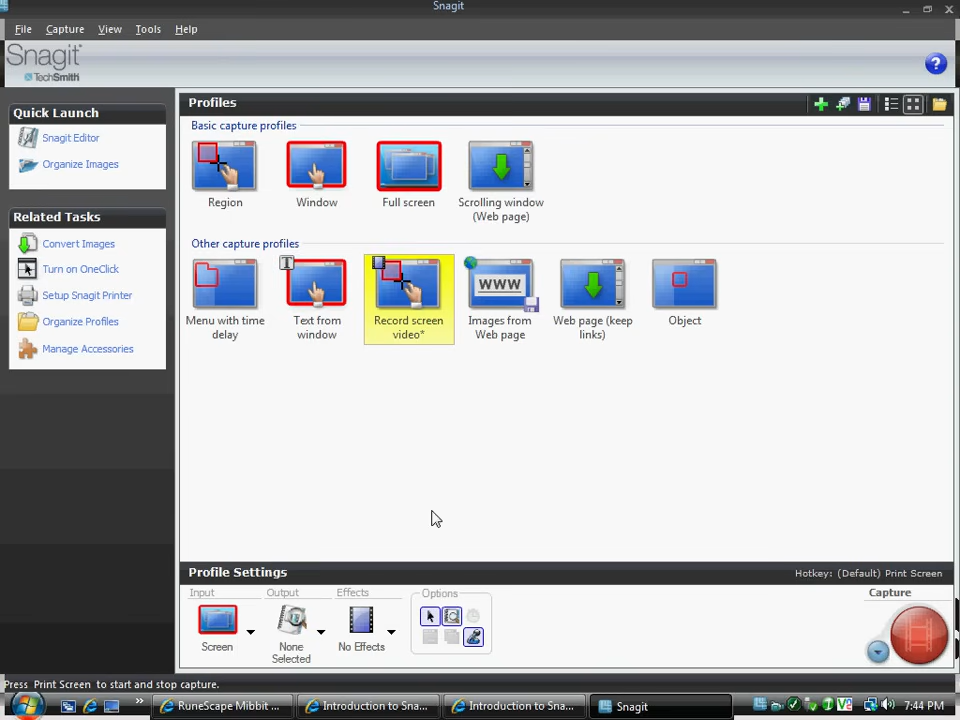 Snagit
File Capture View Tools Help
Snagit
TechSmith
?
Quick Launch
Snagit Editor
Organize Images
Related Tasks
Convert Images
Turn on OneClick
Setup Snagit Printer
Organize Profiles
Manage Accessories
Profiles
Basic capture profiles
Region
Window
Full screen
Scrolling window
(Web page)
Other capture profiles
Menu with time
delay
T
Text from
window
Record screen
video*
WWW
Images from
Web page
Web page (keep
links)
Object
Profile Settings
Hotkey: (Default) Print Screen
Input
Screen
Output
None
Selected
Effects
No Effects
Options
Capture
Press Print Screen to start and stop capture.
RuneScape Mibbit ...
Introduction to Sna...
Introduction to Sna...
Snagit
7:44 PM